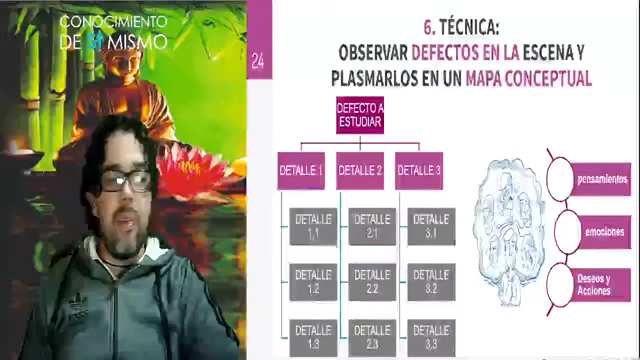 CONOCIMIENTO
DE SÍ MISMO
24
6. TÉCNICA:
OBSERVAR DEFECTOS EN LA ESCENA Y
PLASMARLOS EN UN MAPA CONCEPTUAL
DEFECTO A
ESTUDIAR
DETALLE 1
DETALLE 2
DETALLE 3
DETALLE
1.1
DETALLE
2.1
DETALLE
3.1
DETALLE
1.2
DETALLE
2.2
DETALLE
3.2
DETALLE
1.3
DETALLE
2.3
DETALLE
3.3
pensamientos
emociones
Deseos y
Acciones